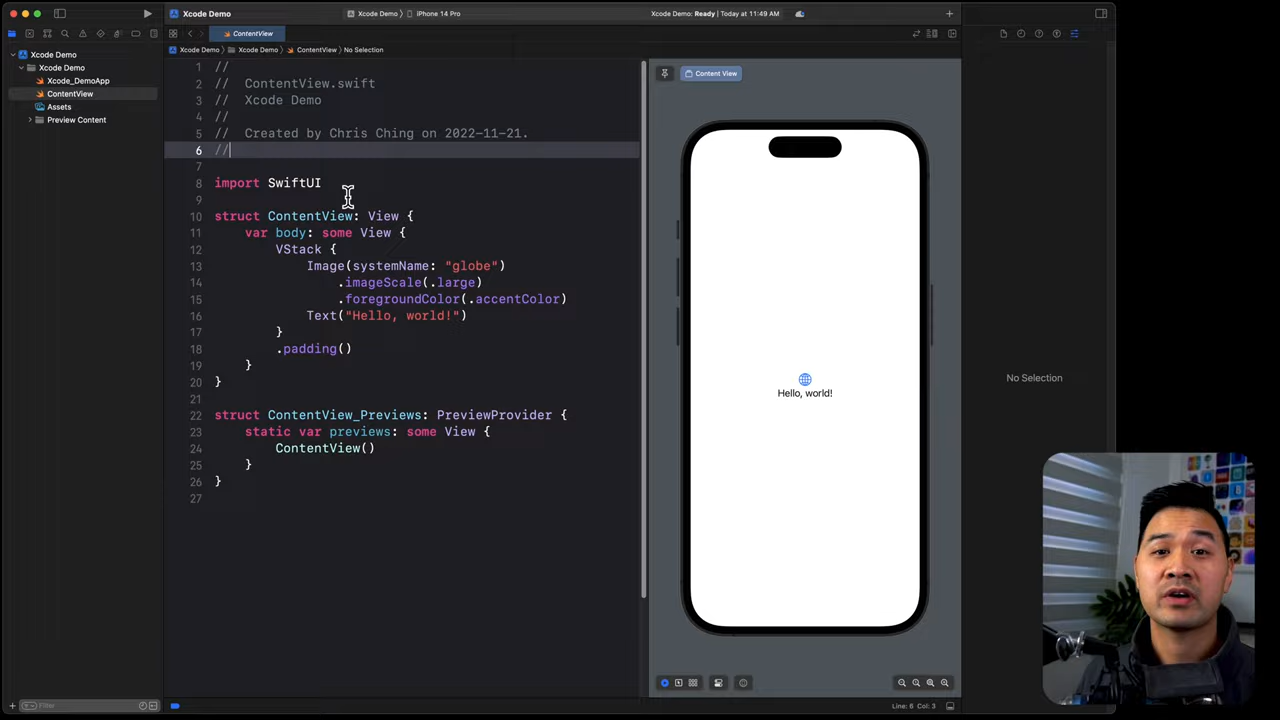 Xcode Demo
Xcode Demo
iPhone 14 Pro
Xcode Demo: Ready | Today at 11:49 AM
ContentView
Xcode Demo
Xcode Demo
ContentView
No Selection
Xcode Demo
Xcode Demo
Xcode_DemoApp
ContentView
Assets
Preview Content
1 //
2 //  ContentView.swift
3 //  Xcode Demo
4 //
5 //  Created by Chris Ching on 2022-11-21.
6 //
7
8 import SwiftUI
9
10 struct ContentView: View {
11     var body: some View {
12         VStack {
13             Image(systemName: "globe")
14                 .imageScale(.large)
15                 .foregroundColor(.accentColor)
16             Text("Hello, world!")
17         }
18         .padding()
19     }
20 }
21
22 struct ContentView_Previews: PreviewProvider {
23     static var previews: some View {
24         ContentView()
25     }
26 }
27
Content View
Hello, world!
No Selection
Filter
Line: 6 Col: 3